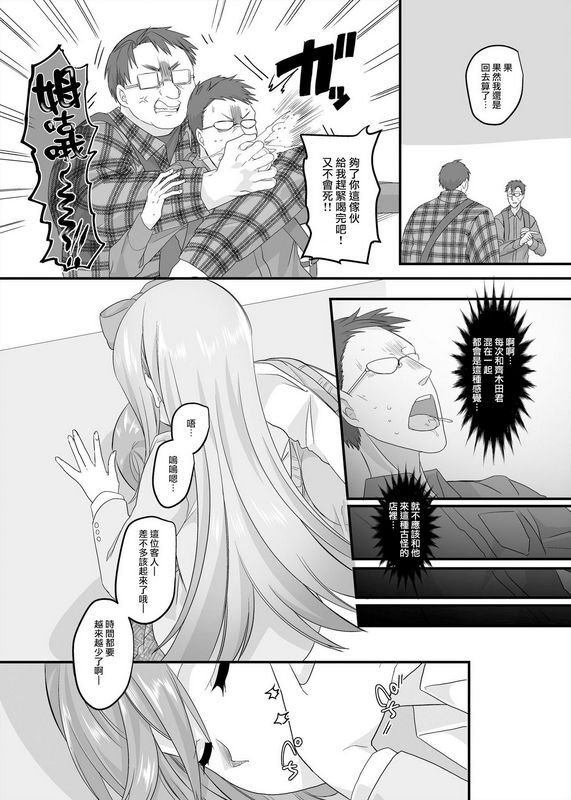 果
果然我還是
回去算了…
ガッ
夠了你這傢伙
給我趕緊喝完吧！
又不會死!!
姆咕哦～～～!!
啊啊…
每次和齊木田君
混在一起
都會是這種感覺…
就不應該和他
來這種古怪的
店裡…
唔…
嗚嗚嗯…
這位客人—
差不多該起來了哦—
時間都要
越來越少了啊—